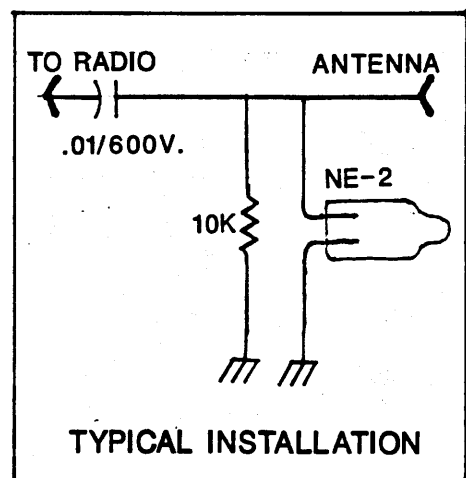 TO RADIO ANTENNA
.01/600V.
NE-2
10K
TYPICAL INSTALLATION